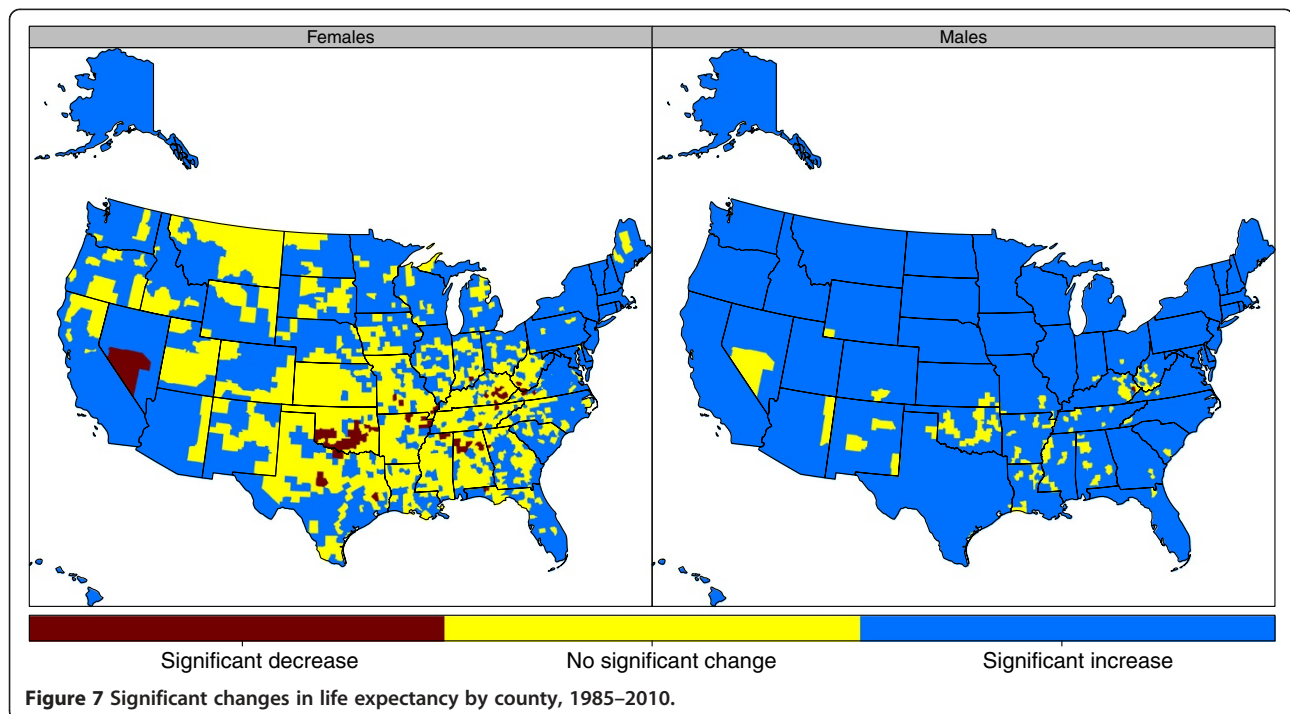 Females
Males
Significant decrease
No significant change
Significant increase
Figure 7 Significant changes in life expectancy by county, 1985–2010.